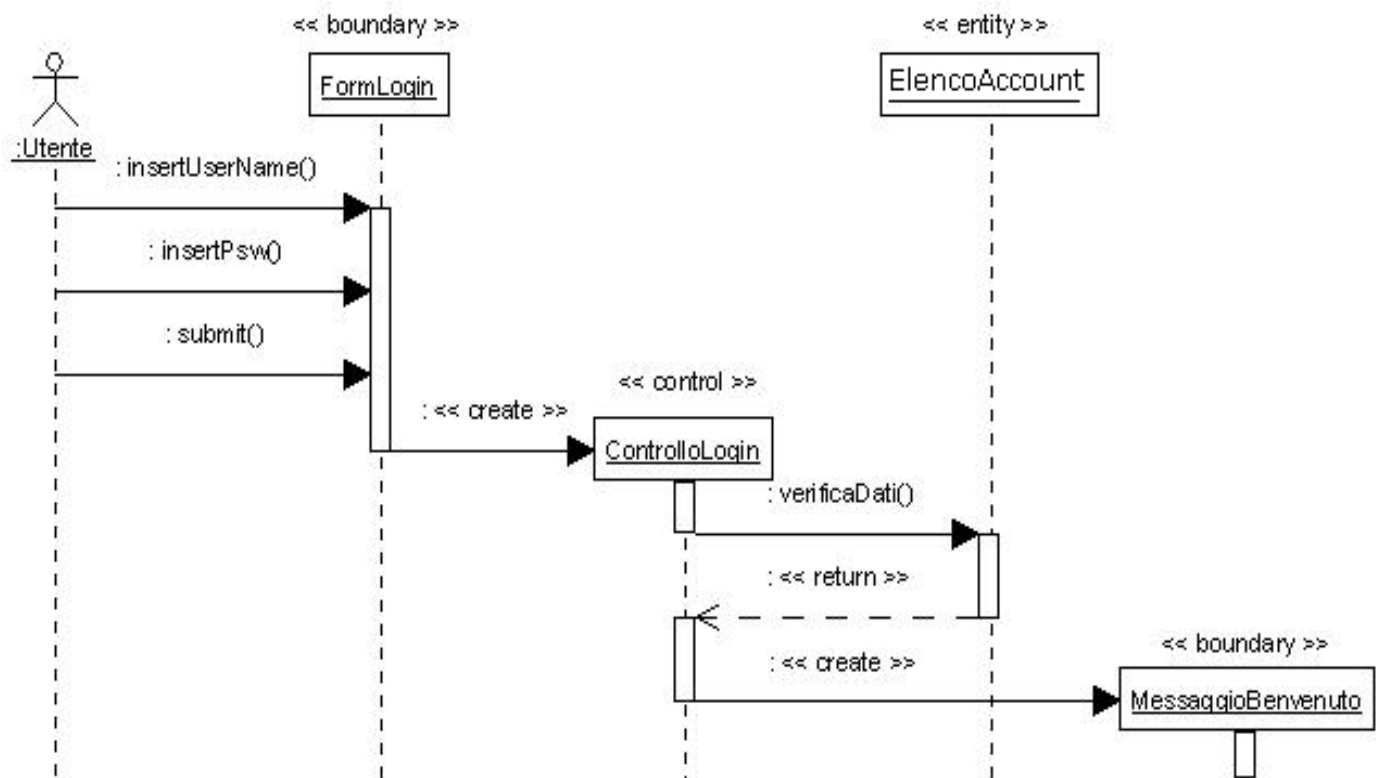 << boundary >>
<< entity >>
FormLogin
ElencoAccount
:Utente
: insertUserName()
: insertPsw()
: submit()
<< control >>
: << create >>
ControlloLogin
: verificaDati()
: << return >>
<< boundary >>
: << create >>
MessaggioBenvenuto